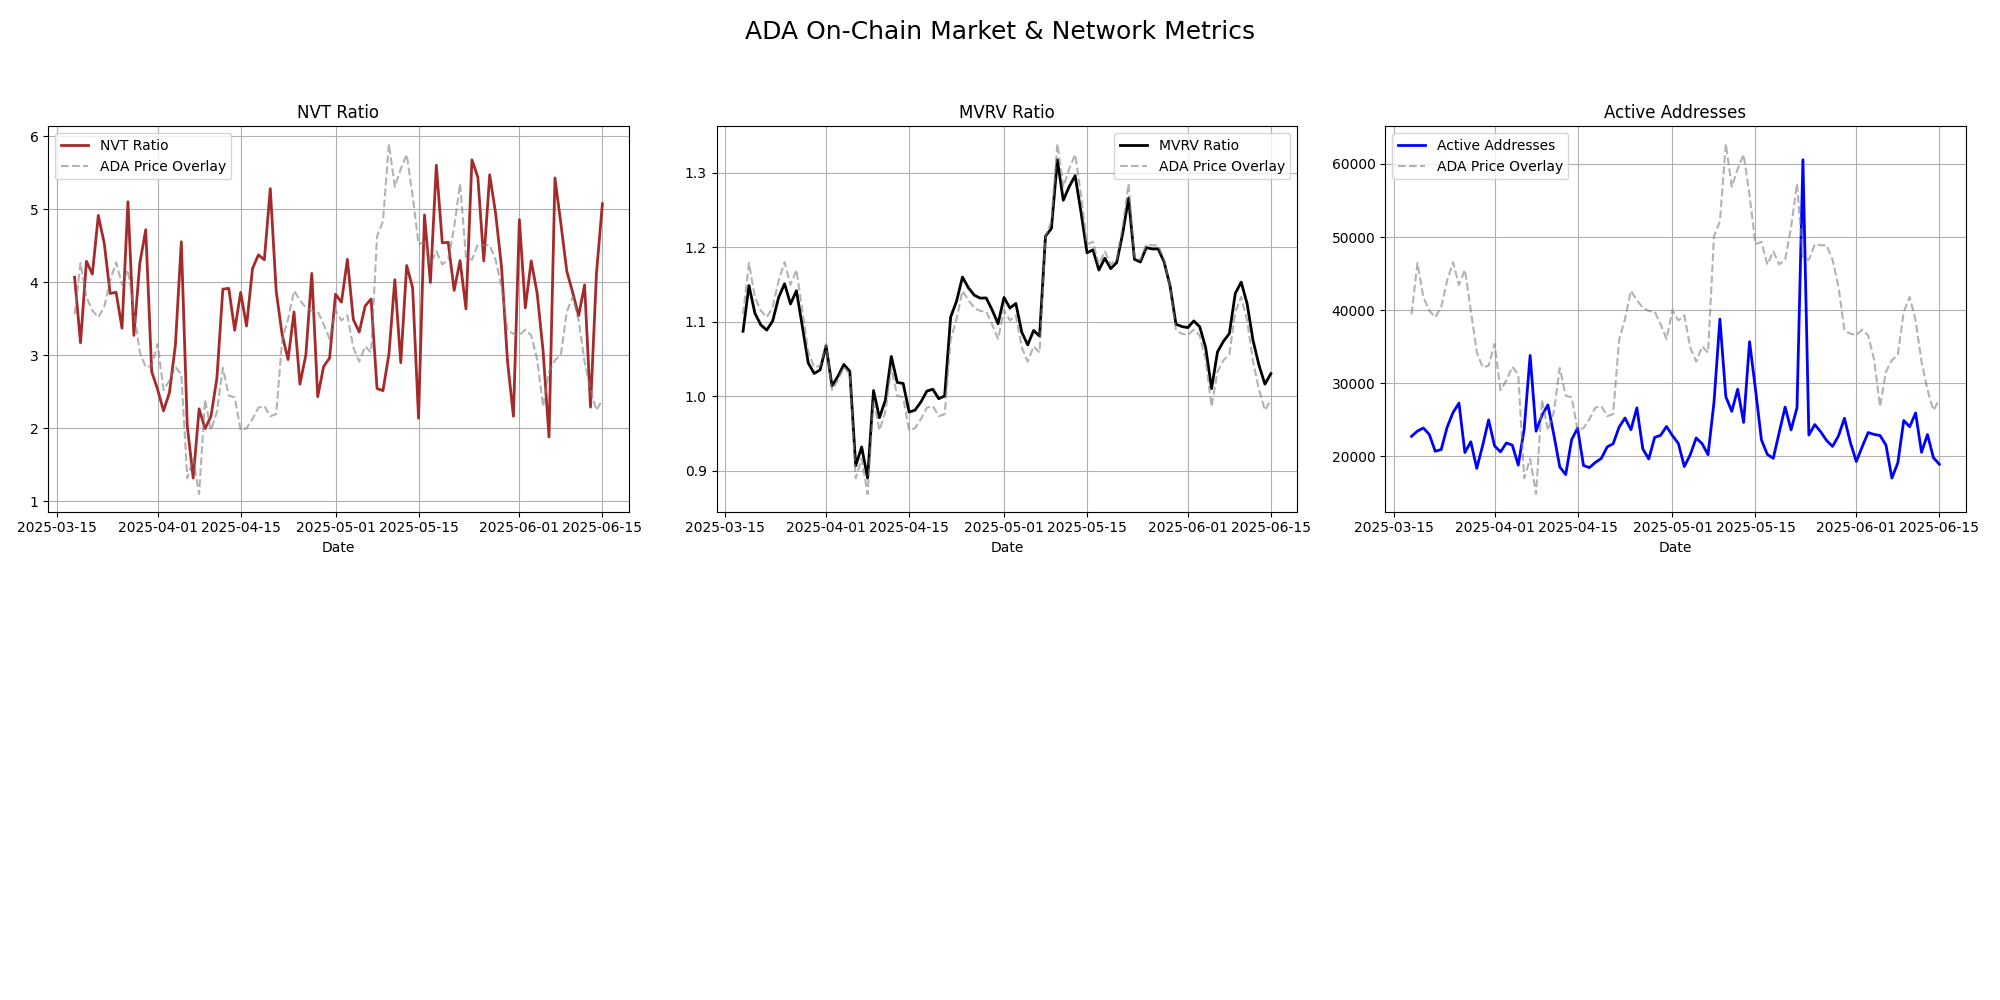 ADA On-Chain Market & Network Metrics
NVT Ratio
NVT Ratio
ADA Price Overlay
6
5
4
3
2
1
2025-03-15
2025-04-01
2025-04-15
2025-05-01
2025-05-15
2025-06-01
2025-06-15
Date
MVRV Ratio
MVRV Ratio
ADA Price Overlay
1.3
1.2
1.1
1.0
0.9
2025-03-15
2025-04-01
2025-04-15
2025-05-01
2025-05-15
2025-06-01
2025-06-15
Date
Active Addresses
Active Addresses
ADA Price Overlay
60000
50000
40000
30000
20000
2025-03-15
2025-04-01
2025-04-15
2025-05-01
2025-05-15
2025-06-01
2025-06-15
Date